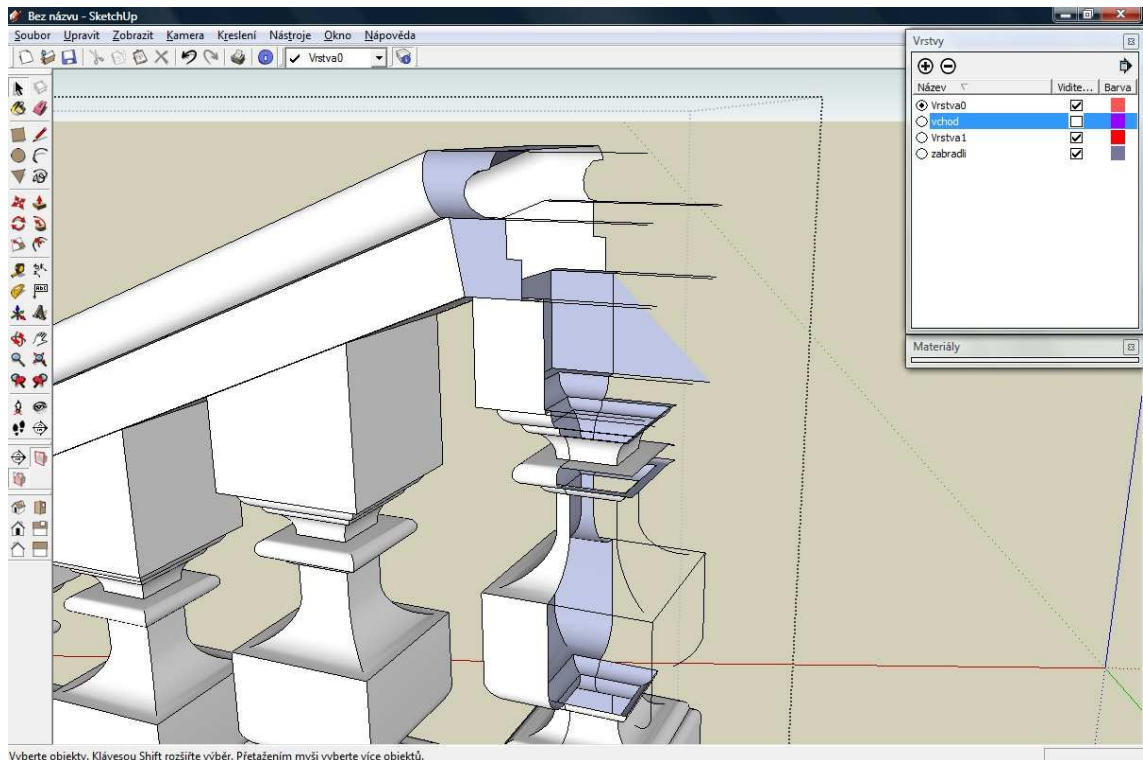 Bez názvu - SketchUp
Soubor Upravit Zobrazit Kamera Kreslení Nástroje Okno Nápověda
Vrstva0
Vrstvy
Název Vidite... Barva
Vrstva0
vchod
Vrstva1
zabradli
Materiály
Vyberte objekty. Klávesou Shift rozšiřte výběr. Přetažením myši vyberte více objektů.